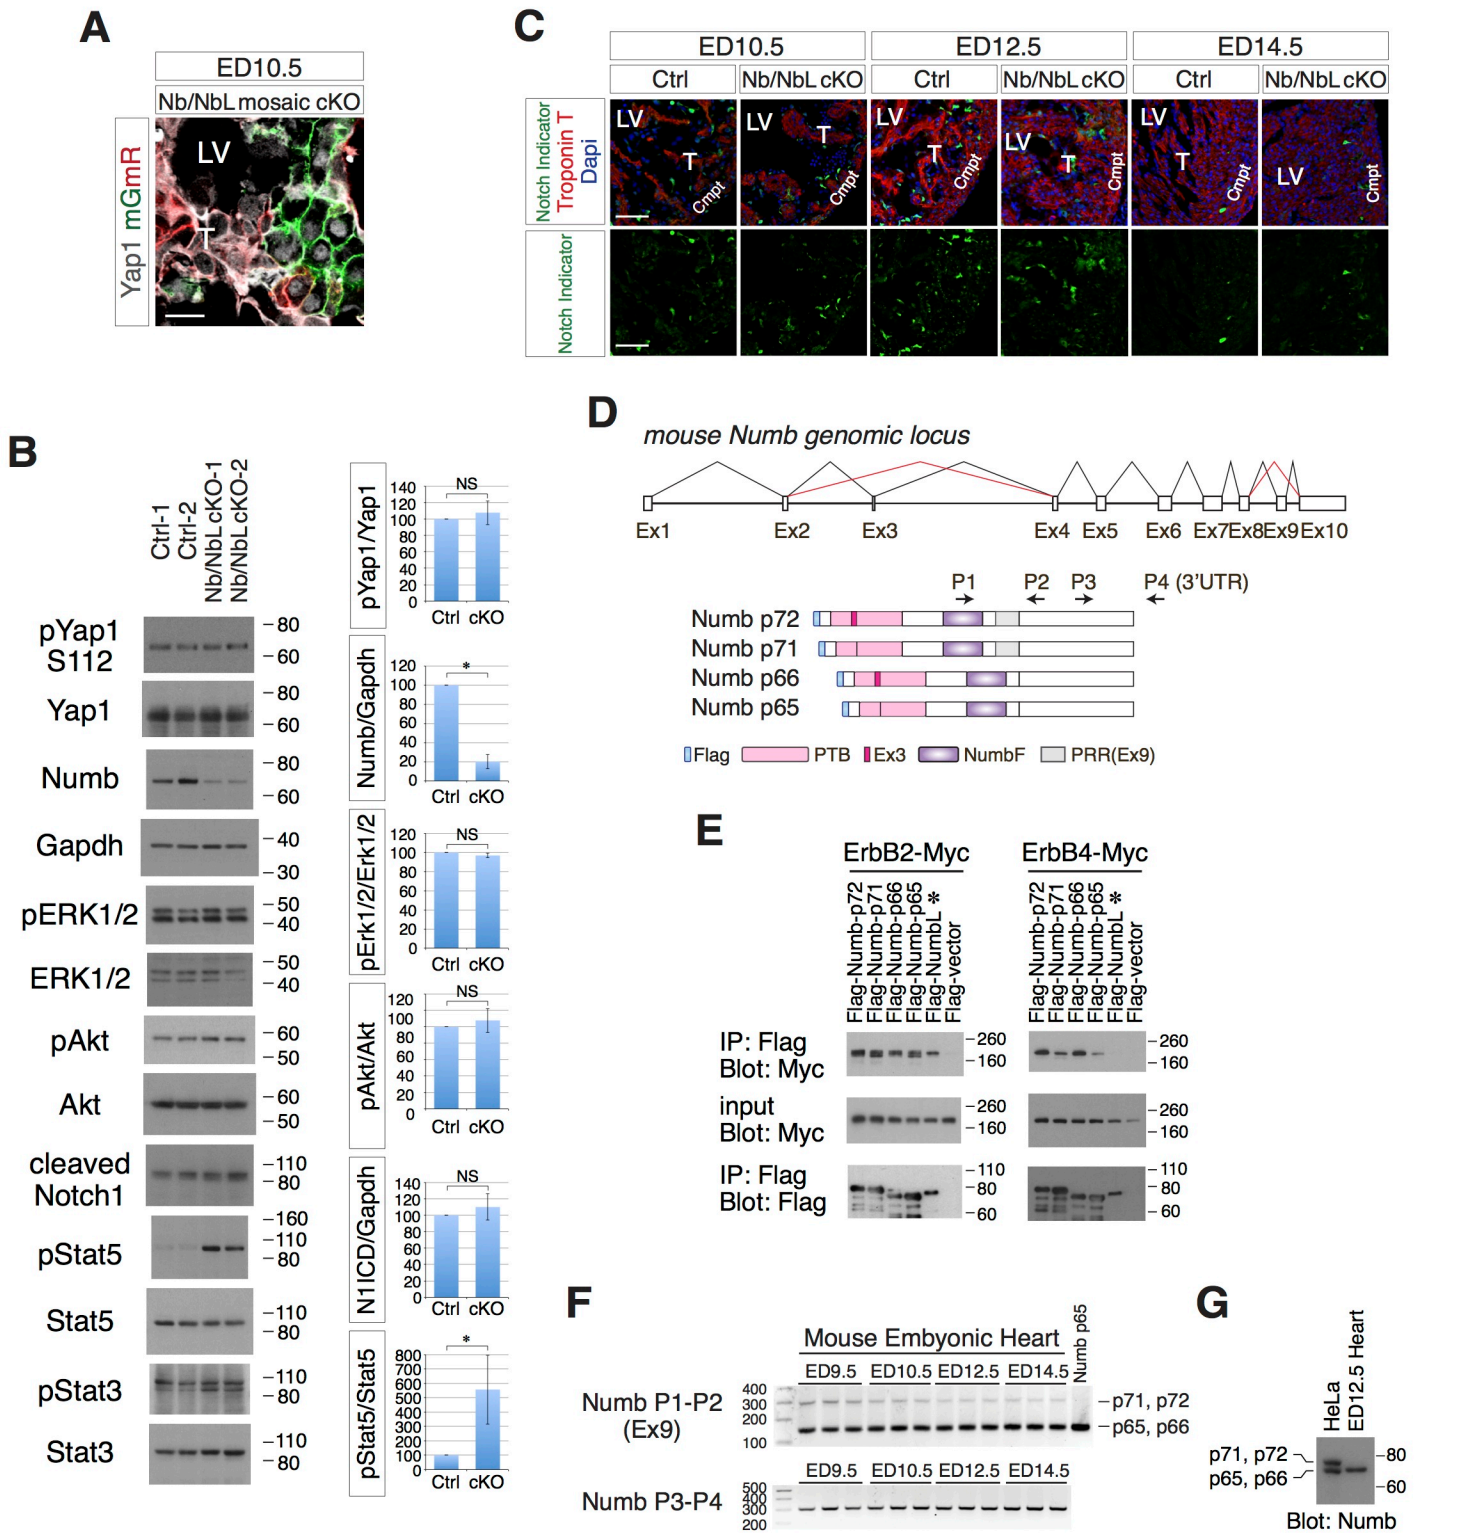 A
ED10.5
Nb/NbL mosaic cKO
Yap1 mGmR
LV
T
C
ED10.5 ED12.5 ED14.5
Ctrl Nb/NbL cKO Ctrl Nb/NbL cKO Ctrl Nb/NbL cKO
Notch Indicator
Troponin T
Dapi
LV T Cmpt
LV T Cmpt
LV T Cmpt
LV T Cmpt
LV T Cmpt
LV Cmpt
Notch Indicator
B
Ctrl-1
Ctrl-2
Nb/NbL cKO-1
Nb/NbL cKO-2
pYap1
S112
80
60
Yap1
80
60
Numb
80
60
Gapdh
40
30
pERK1/2
50
40
ERK1/2
50
40
pAkt
60
50
Akt
60
50
cleaved
Notch1
110
80
pStat5
160
110
80
Stat5
110
80
pStat3
110
80
Stat3
110
80
pYap1/Yap1
140
120
100
80
60
40
20
0
NS
Ctrl cKO
Numb/Gapdh
120
100
80
60
40
20
0
*
Ctrl cKO
pErk1/2/Erk1/2
120
100
80
60
40
20
0
NS
Ctrl cKO
pAkt/Akt
120
100
80
60
40
20
0
NS
Ctrl cKO
N1ICD/Gapdh
140
120
100
80
60
40
20
0
NS
Ctrl cKO
pStat5/Stat5
800
700
600
500
400
300
200
100
0
*
Ctrl cKO
D
mouse Numb genomic locus
Ex1 Ex2 Ex3 Ex4 Ex5 Ex6 Ex7 Ex8 Ex9 Ex10
P1 P2 P3 P4 (3'UTR)
Numb p72
Numb p71
Numb p66
Numb p65
Flag PTB Ex3 NumbF PRR(Ex9)
E
ErbB2-Myc ErbB4-Myc
Flag-Numb-p72
Flag-Numb-p71
Flag-Numb-p66
Flag-Numb-p65
Flag-NumbL *
Flag-vector
Flag-Numb-p72
Flag-Numb-p71
Flag-Numb-p66
Flag-Numb-p65
Flag-NumbL *
Flag-vector
IP: Flag
Blot: Myc
260
160
260
160
input
Blot: Myc
260
160
260
160
IP: Flag
Blot: Flag
110
80
60
110
80
60
F
Mouse Embyonic Heart
Numb p65
ED9.5 ED10.5 ED12.5 ED14.5
Numb P1-P2
(Ex9)
400
300
200
100
p71, p72
p65, p66
ED9.5 ED10.5 ED12.5 ED14.5
Numb P3-P4
500
400
300
200
G
HeLa
ED12.5 Heart
p71, p72
p65, p66
80
60
Blot: Numb